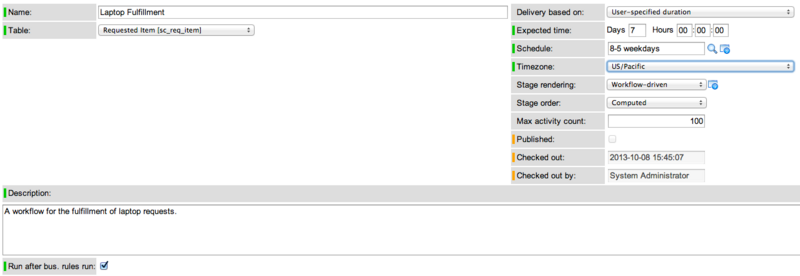 Name: Laptop Fulfillment
Table: Requested Item [sc_req_item]
Delivery based on: User-specified duration
Expected time: Days 7 Hours 00 : 00 : 00
Schedule: 8-5 weekdays
Timezone: US/Pacific
Stage rendering: Workflow-driven
Stage order: Computed
Max activity count: 100
Published:
Checked out: 2013-10-08 15:45:07
Checked out by: System Administrator
Description:
A workflow for the fulfillment of laptop requests.
Run after bus. rules run: